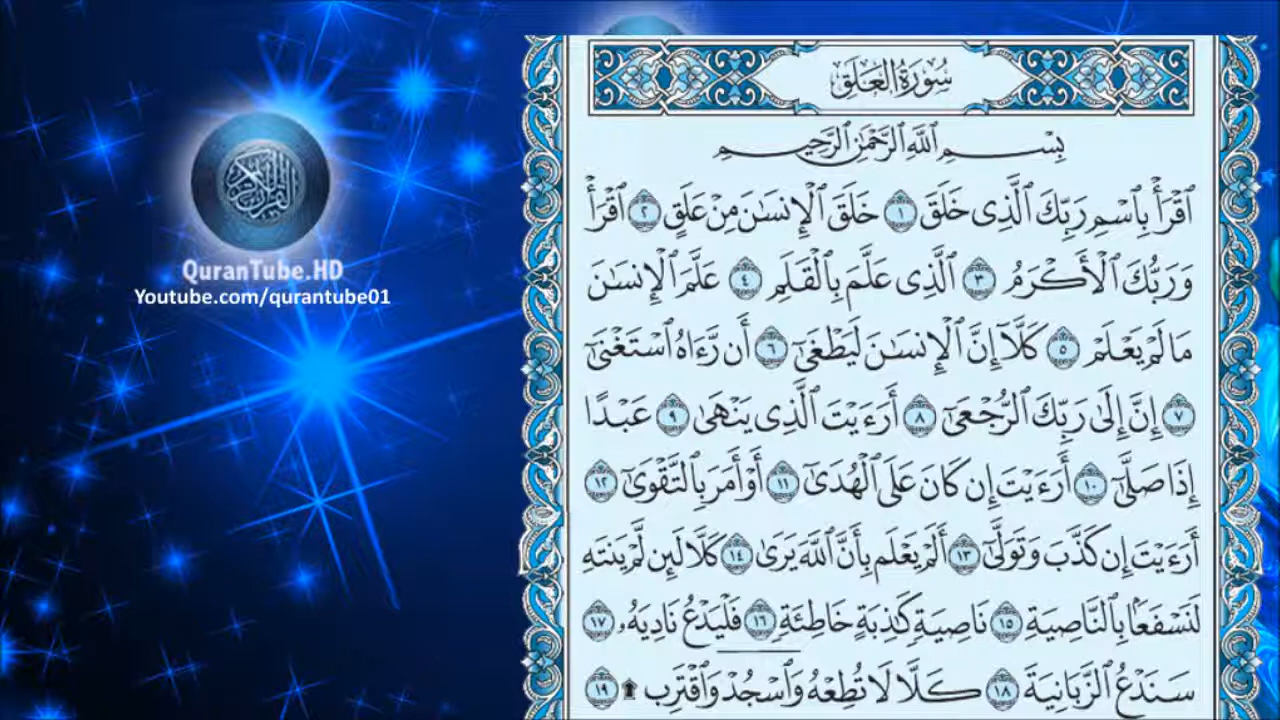 القرآن الكريم
QuranTube.HD
Youtube.com/qurantube01
سُورَةُ العَلَقِ
بِسْمِ ٱللَّهِ ٱلرَّحْمَٰنِ ٱلرَّحِيمِ
ٱقْرَأْ بِٱسْمِ رَبِّكَ ٱلَّذِى خَلَقَ ١ خَلَقَ ٱلْإِنسَٰنَ مِنْ عَلَقٍ ٢ ٱقْرَأْ
وَرَبُّكَ ٱلْأَكْرَمُ ٣ ٱلَّذِى عَلَّمَ بِٱلْقَلَمِ ٤ عَلَّمَ ٱلْإِنسَٰنَ
مَا لَمْ يَعْلَمْ ٥ كَلَّآ إِنَّ ٱلْإِنسَٰنَ لَيَطْغَىٰٓ ٦ أَن رَّءَاهُ ٱسْتَغْنَىٰٓ
٧ إِنَّ إِلَىٰ رَبِّكَ ٱلرُّجْعَىٰٓ ٨ أَرَءَيْتَ ٱلَّذِى يَنْهَىٰ ٩ عَبْدًا
إِذَا صَلَّىٰٓ ١٠ أَرَءَيْتَ إِن كَانَ عَلَى ٱلْهُدَىٰٓ ١١ أَوْ أَمَرَ بِٱلتَّقْوَىٰٓ ١٢
أَرَءَيْتَ إِن كَذَّبَ وَتَوَلَّىٰٓ ١٣ أَلَمْ يَعْلَم بِأَنَّ ٱللَّهَ يَرَىٰ ١٤ كَلَّا لَئِن لَّمْ يَنتَهِ
لَنَسْفَعًۢا بِٱلنَّاصِيَةِ ١٥ نَاصِيَةٍ كَٰذِبَةٍ خَاطِئَةٍ ١٦ فَلْيَدْعُ نَادِيَهُۥ ١٧
سَنَدْعُ ٱلزَّبَانِيَةَ ١٨ كَلَّا لَا تُطِعْهُ وَٱسْجُدْ وَٱقْتَرِب ۩ ١٩